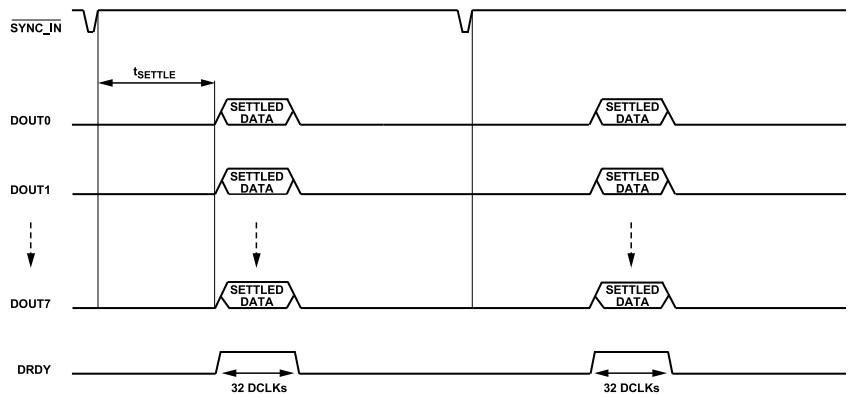 SYNC_IN
tSETTLE
DOUT0
SETTLED
DATA
SETTLED
DATA
DOUT1
SETTLED
DATA
SETTLED
DATA
DOUT7
SETTLED
DATA
SETTLED
DATA
DRDY
32 DCLKs
32 DCLKs